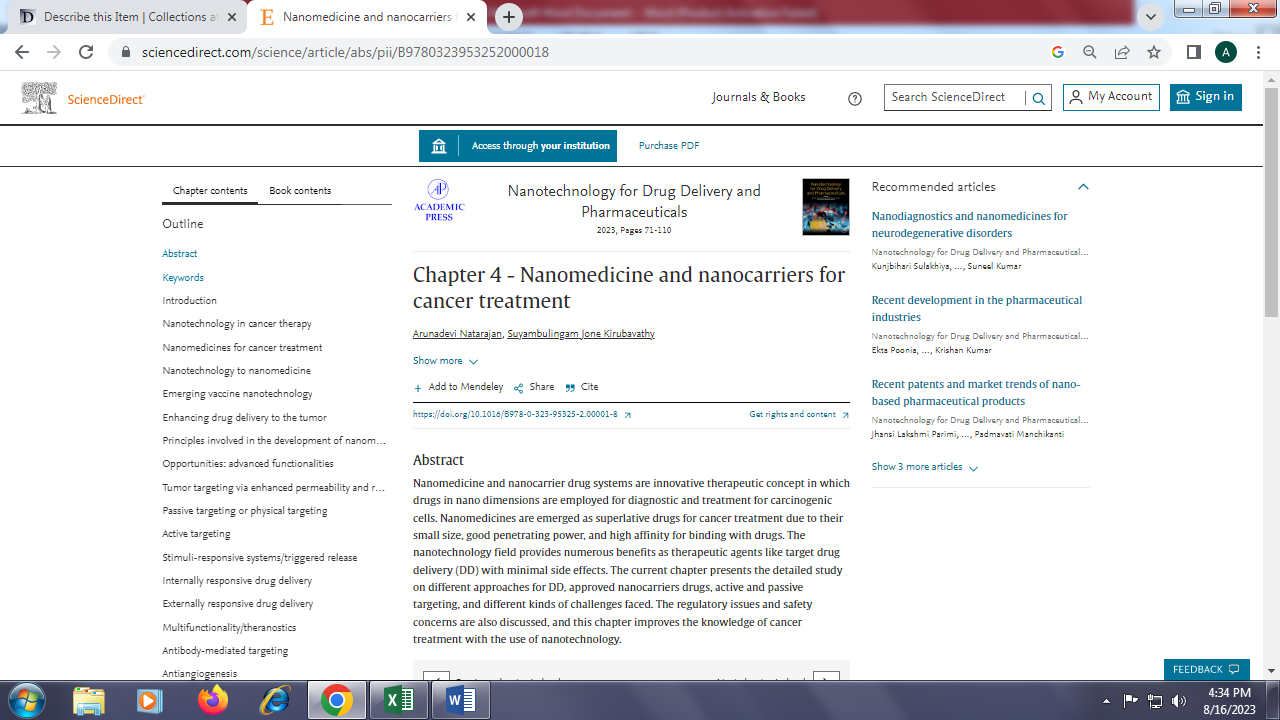 Describe this Item | Collections at
Nanomedicine and nanocarriers f
sciencedirect.com/science/article/abs/pii/B9780323953252000018
A
ScienceDirect
Journals & Books
Search ScienceDirect
My Account
Sign in
Access through your institution
Purchase PDF
Chapter contents
Book contents
Outline
Abstract
Keywords
Introduction
Nanotechnology in cancer therapy
Nanomedicines for cancer treatment
Nanotechnology to nanomedicine
Emerging vaccine nanotechnology
Enhancing drug delivery to the tumor
Principles involved in the development of nanom...
Opportunities: advanced functionalities
Tumor targeting via enhanced permeability and r...
Passive targeting or physical targeting
Active targeting
Stimuli-responsive systems/triggered release
Internally responsive drug delivery
Externally responsive drug delivery
Multifunctionality/theranostics
Antibody-mediated targeting
Antiangiogenesis
AP
ACADEMIC
PRESS
Nanotechnology for Drug Delivery and
Pharmaceuticals
2023, Pages 71-110
Chapter 4 - Nanomedicine and nanocarriers for
cancer treatment
Arunadevi Natarajan, Suyambulingam Jone Kirubavathy
Show more
Add to Mendeley
Share
Cite
https://doi.org/10.1016/B978-0-323-95325-2.00001-8
Get rights and content
Abstract
Nanomedicine and nanocarrier drug systems are innovative therapeutic concept in which
drugs in nano dimensions are employed for diagnostic and treatment for carcinogenic
cells. Nanomedicines are emerged as superlative drugs for cancer treatment due to their
small size, good penetrating power, and high affinity for binding with drugs. The
nanotechnology field provides numerous benefits as therapeutic agents like target drug
delivery (DD) with minimal side effects. The current chapter presents the detailed study
on different approaches for DD, approved nanocarriers drugs, active and passive
targeting, and different kinds of challenges faced. The regulatory issues and safety
concerns are also discussed, and this chapter improves the knowledge of cancer
treatment with the use of nanotechnology.
Recommended articles
Nanodiagnostics and nanomedicines for
neurodegenerative disorders
Nanotechnology for Drug Delivery and Pharmaceutical...
Kunjbihari Sulakhiya, ..., Suneel Kumar
Recent development in the pharmaceutical
industries
Nanotechnology for Drug Delivery and Pharmaceutical...
Ekta Poonia, ..., Krishan Kumar
Recent patents and market trends of nano-
based pharmaceutical products
Nanotechnology for Drug Delivery and Pharmaceutical...
Jhansi Lakshmi Parimi, ..., Padmavati Manchikanti
Show 3 more articles
FEEDBACK
4:34 PM
8/16/2023